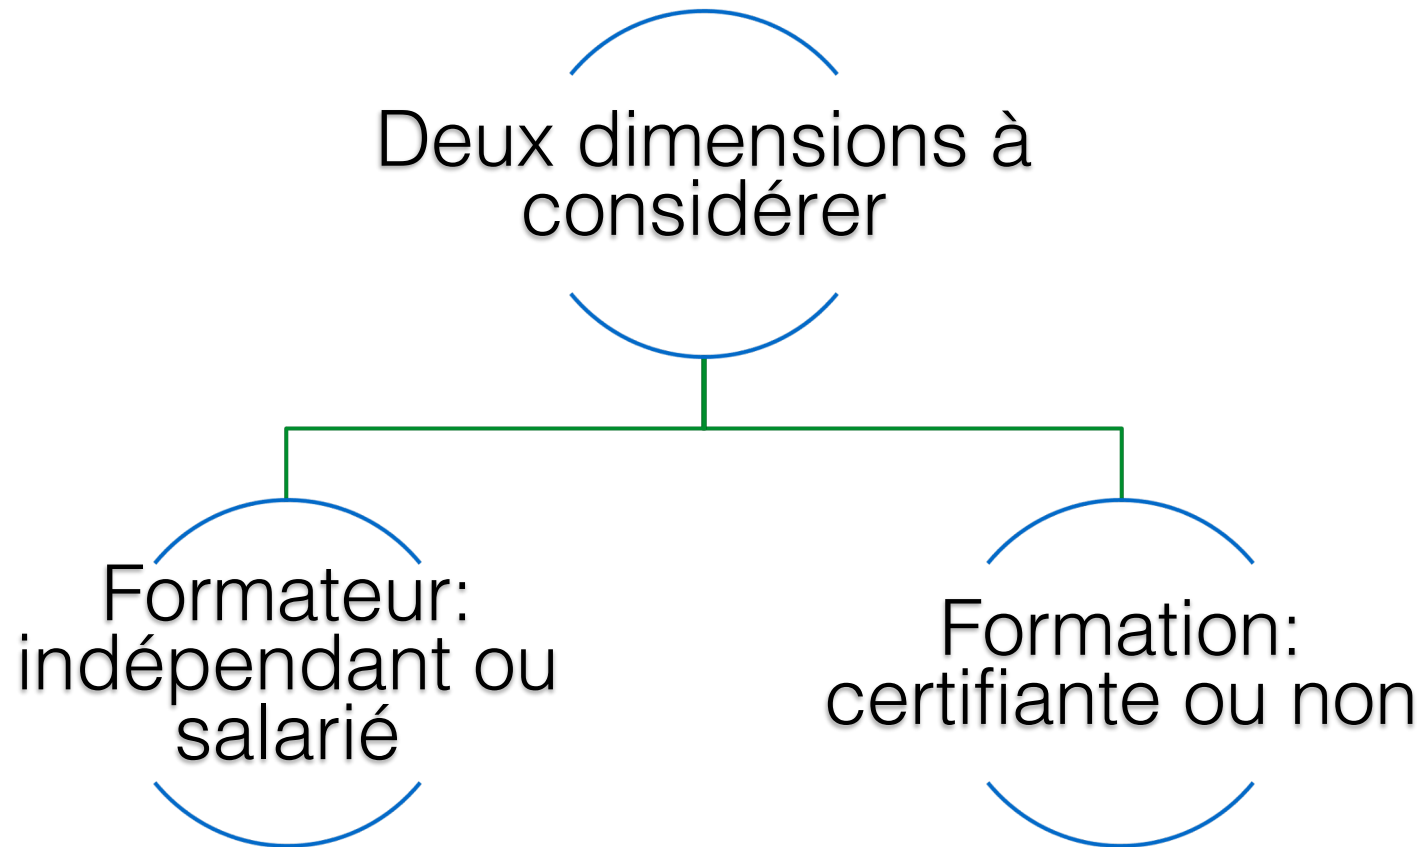 Deux dimensions à
considérer
Formateur:
indépendant ou
salarié
Formation:
certifiante ou non